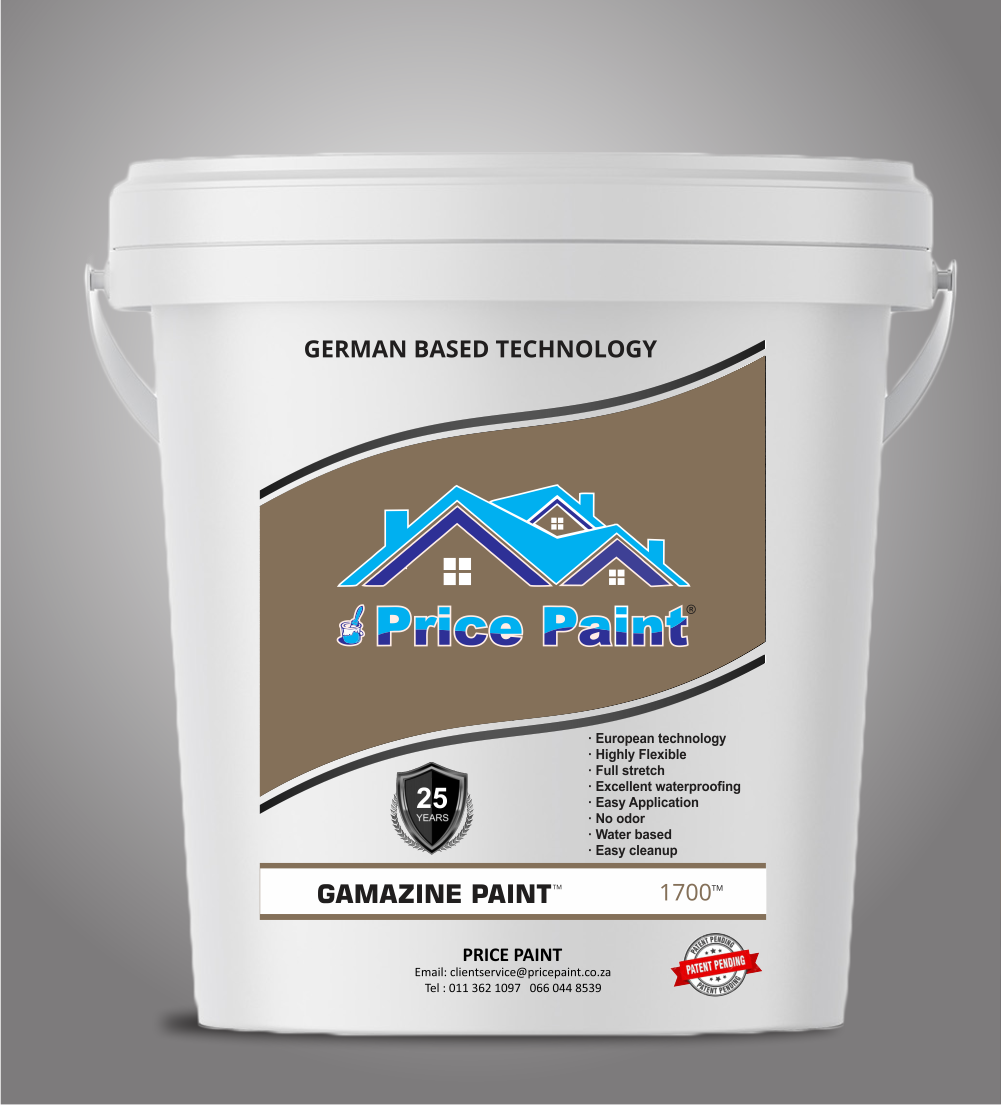 GERMAN BASED TECHNOLOGY
Price Paint®
· European technology
· Highly Flexible
· Full stretch
· Excellent waterproofing
· Easy Application
· No odor
· Water based
· Easy cleanup
25
YEARS
GAMAZINE PAINT™ 1700™
PRICE PAINT
Email: clientservice@pricepaint.co.za
Tel : 011 362 1097 066 044 8539
PATENT PENDING
PATENT PENDING
PATENT PENDING